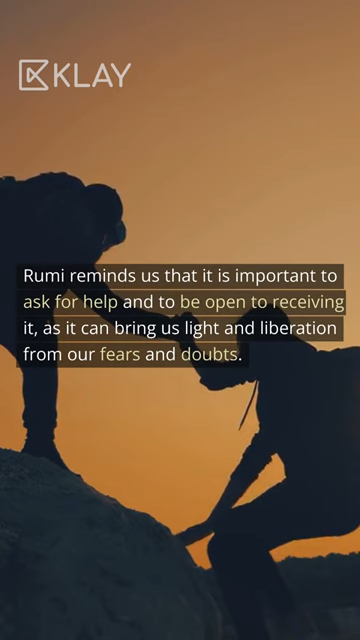 KLAY
Rumi reminds us that it is important to
ask for help and to be open to receiving
it, as it can bring us light and liberation
from our fears and doubts.